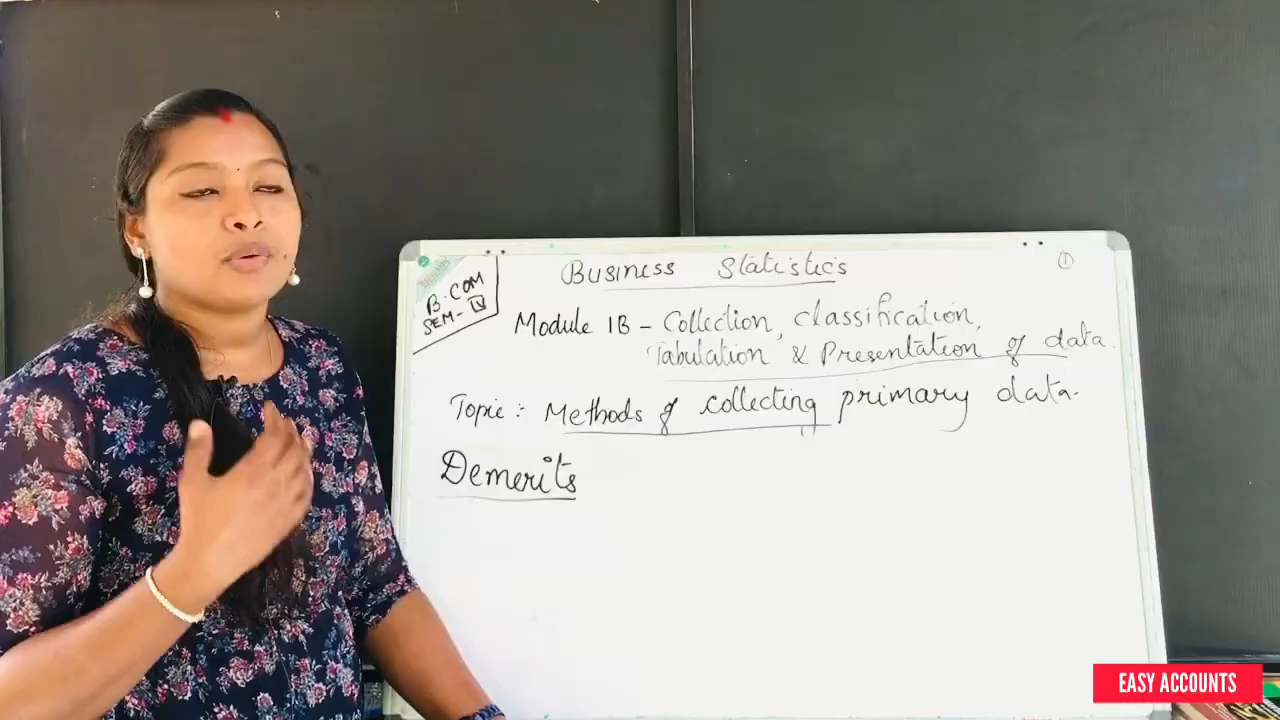 B.COM
SEM-IV
Business Statistics
1
Module 1B - Collection, classification,
Tabulation & Presentation of data.
Topic :- Methods of collecting primary data.
Demerits
EASY ACCOUNTS